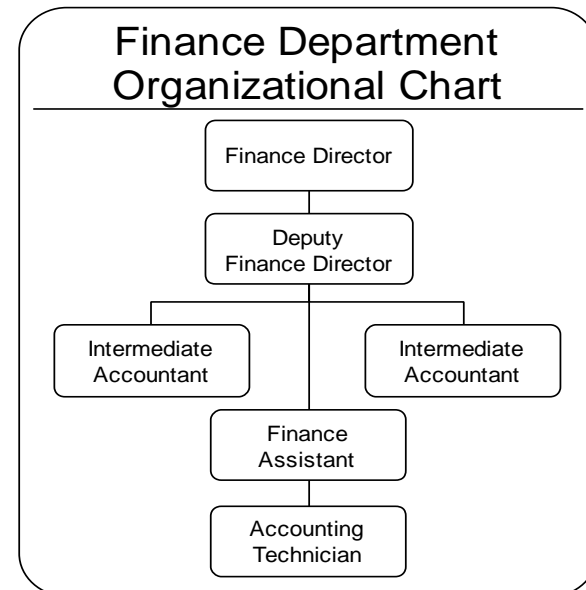 Finance Department
Organizational Chart
Finance Director
Deputy
Finance Director
Intermediate
Accountant
Intermediate
Accountant
Finance
Assistant
Accounting
Technician